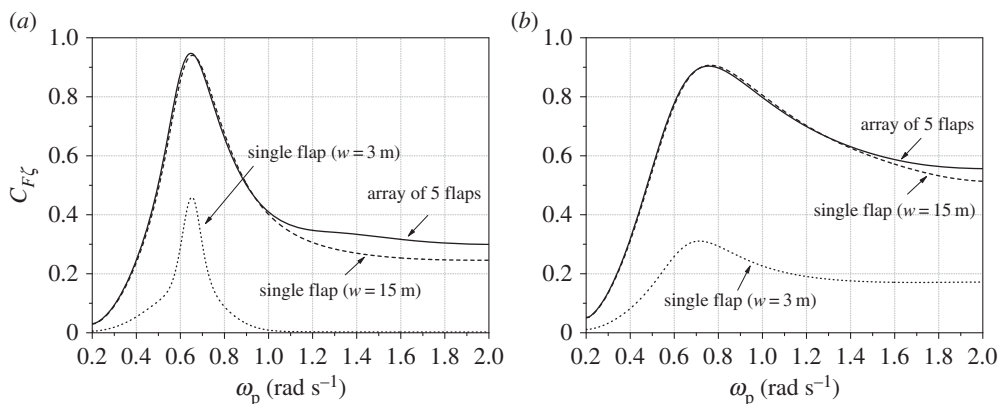 (a)
1.0
0.8
0.6
0.4
0.2
0
C_Fζ
single flap (w = 3 m)
array of 5 flaps
single flap (w = 15 m)
0.2 0.4 0.6 0.8 1.0 1.2 1.4 1.6 1.8 2.0
ω_p (rad s⁻¹)
(b)
1.0
0.8
0.6
0.4
0.2
0
array of 5 flaps
single flap (w = 15 m)
single flap (w = 3 m)
0.2 0.4 0.6 0.8 1.0 1.2 1.4 1.6 1.8 2.0
ω_p (rad s⁻¹)